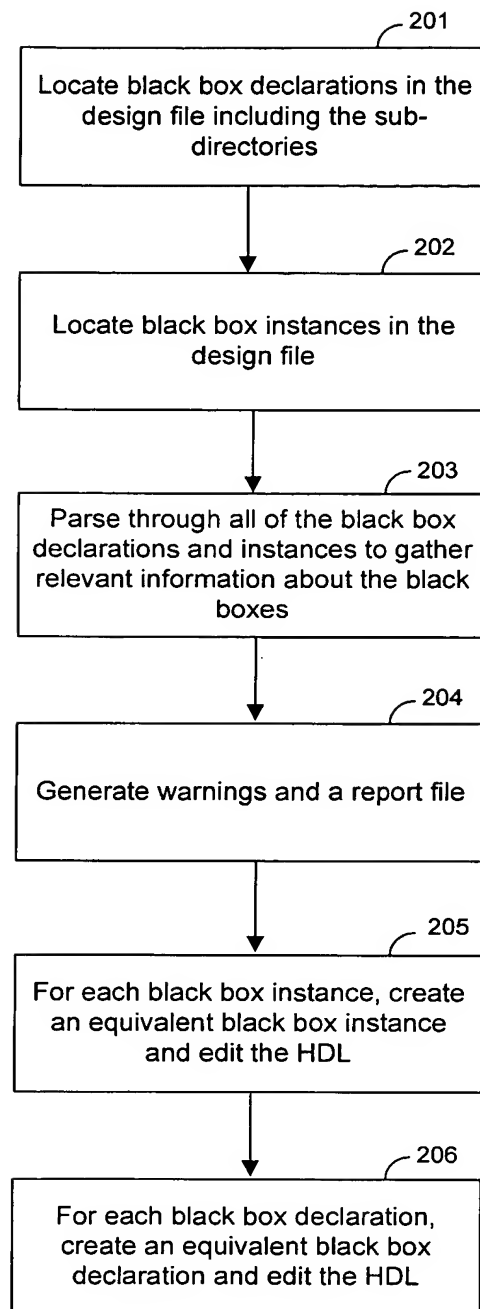 201
Locate black box declarations in the
design file including the sub-
directories
202
Locate black box instances in the
design file
203
Parse through all of the black box
declarations and instances to gather
relevant information about the black
boxes
204
Generate warnings and a report file
205
For each black box instance, create
an equivalent black box instance
and edit the HDL
206
For each black box declaration,
create an equivalent black box
declaration and edit the HDL